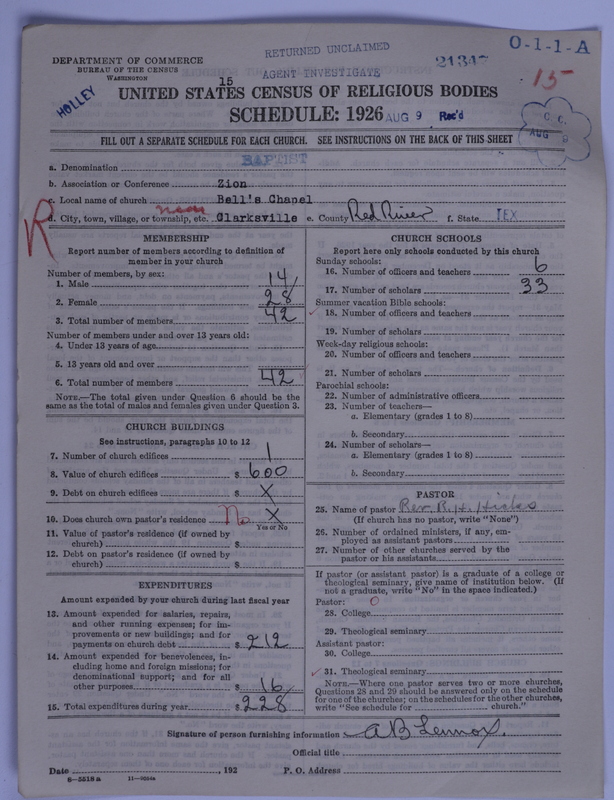 RETURNED UNCLAIMED
0-1-1-A
DEPARTMENT OF COMMERCE
BUREAU OF THE CENSUS
WASHINGTON
21347
15
AGENT INVESTIGATE
15
HOLLEY
UNITED STATES CENSUS OF RELIGIOUS BODIES
SCHEDULE: 1926
AUG 9 Rec'd
C. C.
AUG 9
FILL OUT A SEPARATE SCHEDULE FOR EACH CHURCH. SEE INSTRUCTIONS ON THE BACK OF THIS SHEET
a. Denomination BAPTIST
b. Association or Conference Zion
c. Local name of church Bell's Chapel
near
R
d. City, town, village, or township, etc. Clarksville e. County Red River f. State TEX
MEMBERSHIP
Report number of members according to definition of
member in your church
Number of members, by sex:
1. Male 14
2. Female 28
3. Total number of members 42
Number of members under and over 13 years old:
4. Under 13 years of age
5. 13 years old and over
6. Total number of members 42
NOTE.—The total given under Question 6 should be the
same as the total of males and females given under Question 3.
CHURCH BUILDINGS
See instructions, paragraphs 10 to 12
7. Number of church edifices 1
8. Value of church edifices $ 600
9. Debt on church edifices $ X
10. Does church own pastor's residence No X
Yes or No
11. Value of pastor's residence (if owned by
church) $
12. Debt on pastor's residence (if owned by
church) $
EXPENDITURES
Amount expended by your church during last fiscal year
13. Amount expended for salaries, repairs,
and other running expenses; for im-
provements or new buildings; and for
payments on church debt $ 212
14. Amount expended for benevolences, in-
cluding home and foreign missions; for
denominational support; and for all
other purposes $ 16
15. Total expenditures during year $ 228
CHURCH SCHOOLS
Report here only schools conducted by this church
Sunday schools:
16. Number of officers and teachers 6
17. Number of scholars 33
Summer vacation Bible schools:
18. Number of officers and teachers
19. Number of scholars
Week-day religious schools:
20. Number of officers and teachers
21. Number of scholars
Parochial schools:
22. Number of administrative officers
23. Number of teachers—
a. Elementary (grades 1 to 8)
b. Secondary
24. Number of scholars—
a. Elementary (grades 1 to 8)
b. Secondary
PASTOR
25. Name of pastor Rev. R. H. Hicks
(If church has no pastor, write "None")
26. Number of ordained ministers, if any, em-
ployed as assistant pastors
27. Number of other churches served by the
pastor or his assistants
If pastor (or assistant pastor) is a graduate of a college or
theological seminary, give name of institution below. (If
not a graduate, write "No" in the space indicated.)
Pastor: 0
28. College
29. Theological seminary
Assistant pastor:
30. College
31. Theological seminary
NOTE.—Where one pastor serves two or more churches,
Questions 28 and 29 should be answered only on the schedule
for one of the churches; on the schedules for the other churches,
write "See schedule for church."
Signature of person furnishing information A B Lennox.
Official title
Date , 192 P. O. Address
8—5518 a 11—9054a